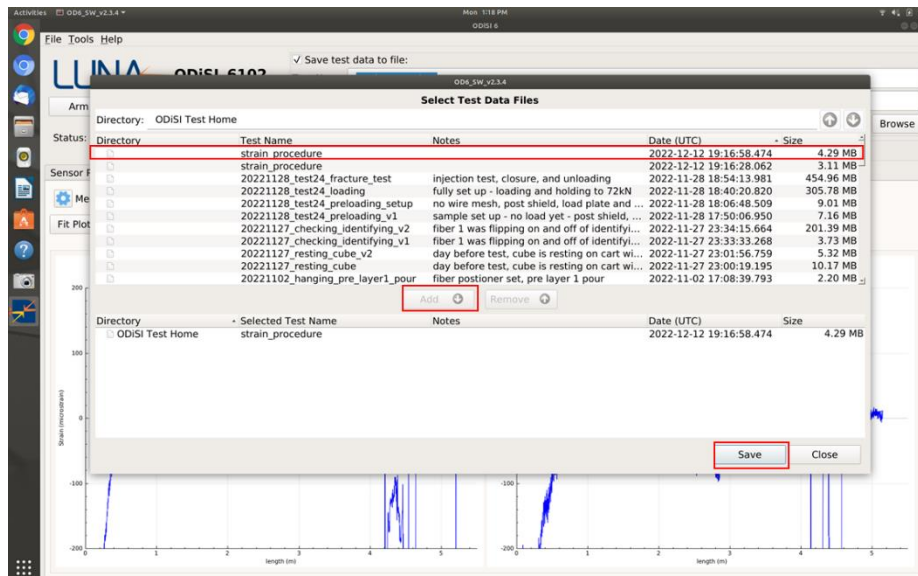 Activities
OD6_SW_v2.3.4
Mon 1:18 PM
ODISI 6
File Tools Help
LUNA
ODiSI 6102
✓ Save test data to file:
OD6_SW_v2.3.4
Select Test Data Files
Arm
Directory: ODiSI Test Home
Browse
Status:
Directory Test Name Notes Date (UTC) Size
strain_procedure 2022-12-12 19:16:58.474 4.29 MB
strain_procedure 2022-12-12 19:16:28.062 3.11 MB
20221128_test24_fracture_test injection test, closure, and unloading 2022-11-28 18:54:13.981 454.96 MB
20221128_test24_loading fully set up - loading and holding to 72kN 2022-11-28 18:40:20.820 305.78 MB
20221128_test24_preloading_setup no wire mesh, post shield, load plate and ... 2022-11-28 18:06:48.509 9.01 MB
20221128_test24_preloading_v1 sample set up - no load yet - post shield, ... 2022-11-28 17:50:06.950 7.16 MB
20221127_checking_identifying_v2 fiber 1 was flipping on and off of identifyi... 2022-11-27 23:34:15.664 201.39 MB
20221127_checking_identifying_v1 fiber 1 was flipping on and off of identifyi... 2022-11-27 23:33:33.268 3.73 MB
20221127_resting_cube_v2 day before test, cube is resting on cart wi... 2022-11-27 23:01:56.759 5.32 MB
20221127_resting_cube day before test, cube is resting on cart wi... 2022-11-27 23:00:19.195 10.17 MB
20221102_hanging_pre_layer1_pour fiber postioner set, pre layer 1 pour 2022-11-02 17:08:39.793 2.20 MB
Sensor
Me
Fit Plot
Add Remove
Directory Selected Test Name Notes Date (UTC) Size
ODiSI Test Home strain_procedure 2022-12-12 19:16:58.474 4.29 MB
Save Close
200
100
0
-100
-200
Strain (microstrain)
0 1 2 3 4 5
length (m)
-100
-200
0 1 2 3 4 5
length (m)